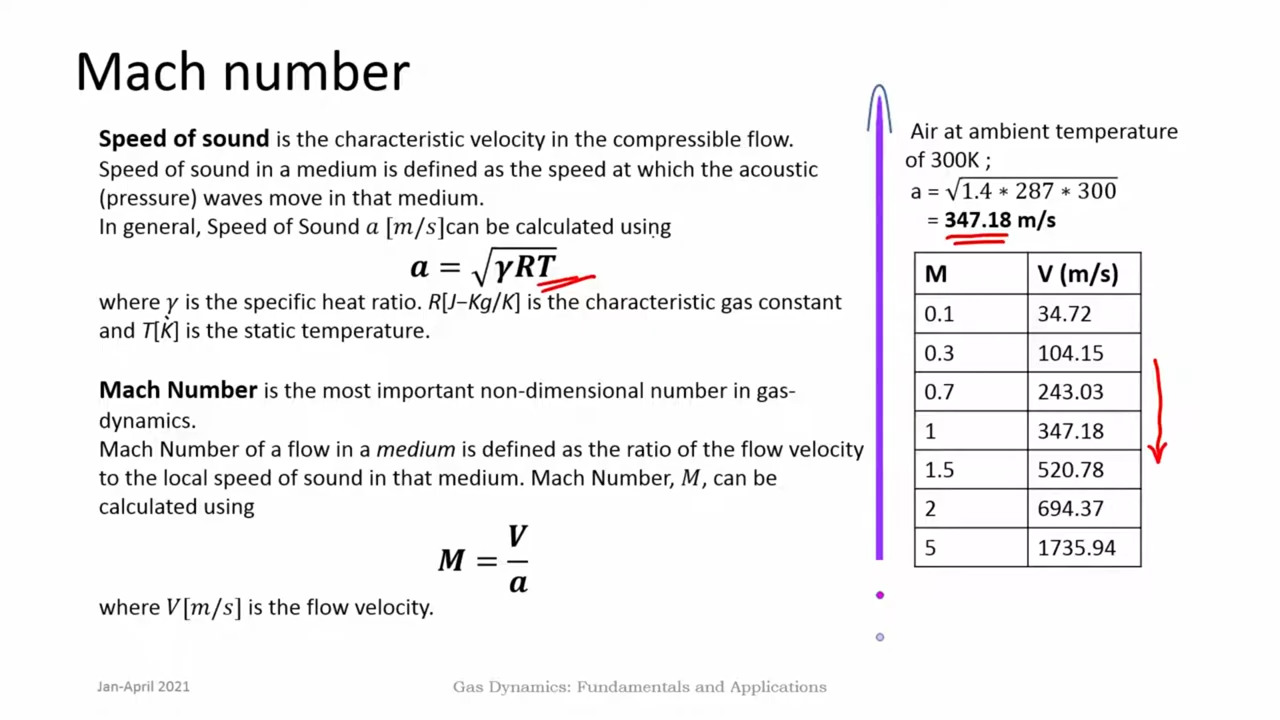 Mach number
Speed of sound is the characteristic velocity in the compressible flow.
Speed of sound in a medium is defined as the speed at which the acoustic
(pressure) waves move in that medium.
In general, Speed of Sound a [m/s]can be calculated using
a = √γRT
where γ is the specific heat ratio. R[J−Kg/K] is the characteristic gas constant
and T[K] is the static temperature.
Mach Number is the most important non-dimensional number in gas-
dynamics.
Mach Number of a flow in a medium is defined as the ratio of the flow velocity
to the local speed of sound in that medium. Mach Number, M, can be
calculated using
M = V/a
where V[m/s] is the flow velocity.
Air at ambient temperature
of 300K ;
a = √1.4 ∗ 287 ∗ 300
= 347.18 m/s
M V (m/s)
0.1 34.72
0.3 104.15
0.7 243.03
1 347.18
1.5 520.78
2 694.37
5 1735.94
Jan-April 2021
Gas Dynamics: Fundamentals and Applications